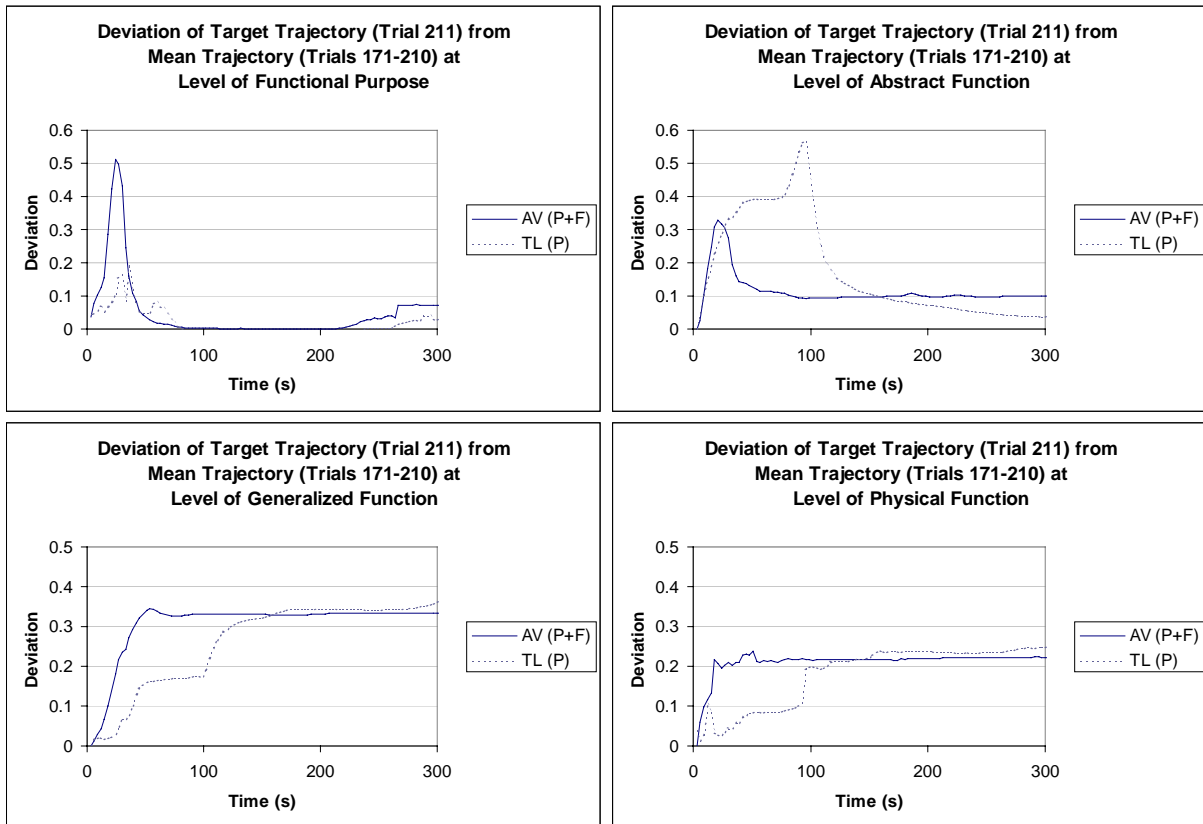 Deviation of Target Trajectory (Trial 211) from
Mean Trajectory (Trials 171-210) at
Level of Functional Purpose
0.6
0.5
0.4
0.3
0.2
0.1
0
Deviation
0 100 200 300
Time (s)
AV (P+F)
TL (P)
Deviation of Target Trajectory (Trial 211) from
Mean Trajectory (Trials 171-210) at
Level of Abstract Function
0.6
0.5
0.4
0.3
0.2
0.1
0
Deviation
0 100 200 300
Time (s)
AV (P+F)
TL (P)
Deviation of Target Trajectory (Trial 211) from
Mean Trajectory (Trials 171-210) at
Level of Generalized Function
0.5
0.4
0.3
0.2
0.1
0
Deviation
0 100 200 300
Time (s)
AV (P+F)
TL (P)
Deviation of Target Trajectory (Trial 211) from
Mean Trajectory (Trials 171-210) at
Level of Physical Function
0.5
0.4
0.3
0.2
0.1
0
Deviation
0 100 200 300
Time (s)
AV (P+F)
TL (P)